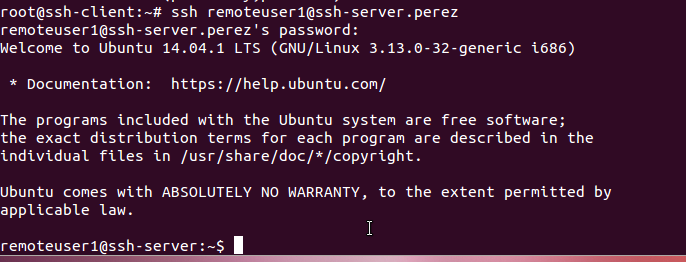 root@ssh-client:~# ssh remoteuser1@ssh-server.perez
remoteuser1@ssh-server.perez's password:
Welcome to Ubuntu 14.04.1 LTS (GNU/Linux 3.13.0-32-generic i686)
* Documentation:  https://help.ubuntu.com/
The programs included with the Ubuntu system are free software;
the exact distribution terms for each program are described in the
individual files in /usr/share/doc/*/copyright.
Ubuntu comes with ABSOLUTELY NO WARRANTY, to the extent permitted by
applicable law.
remoteuser1@ssh-server:~$